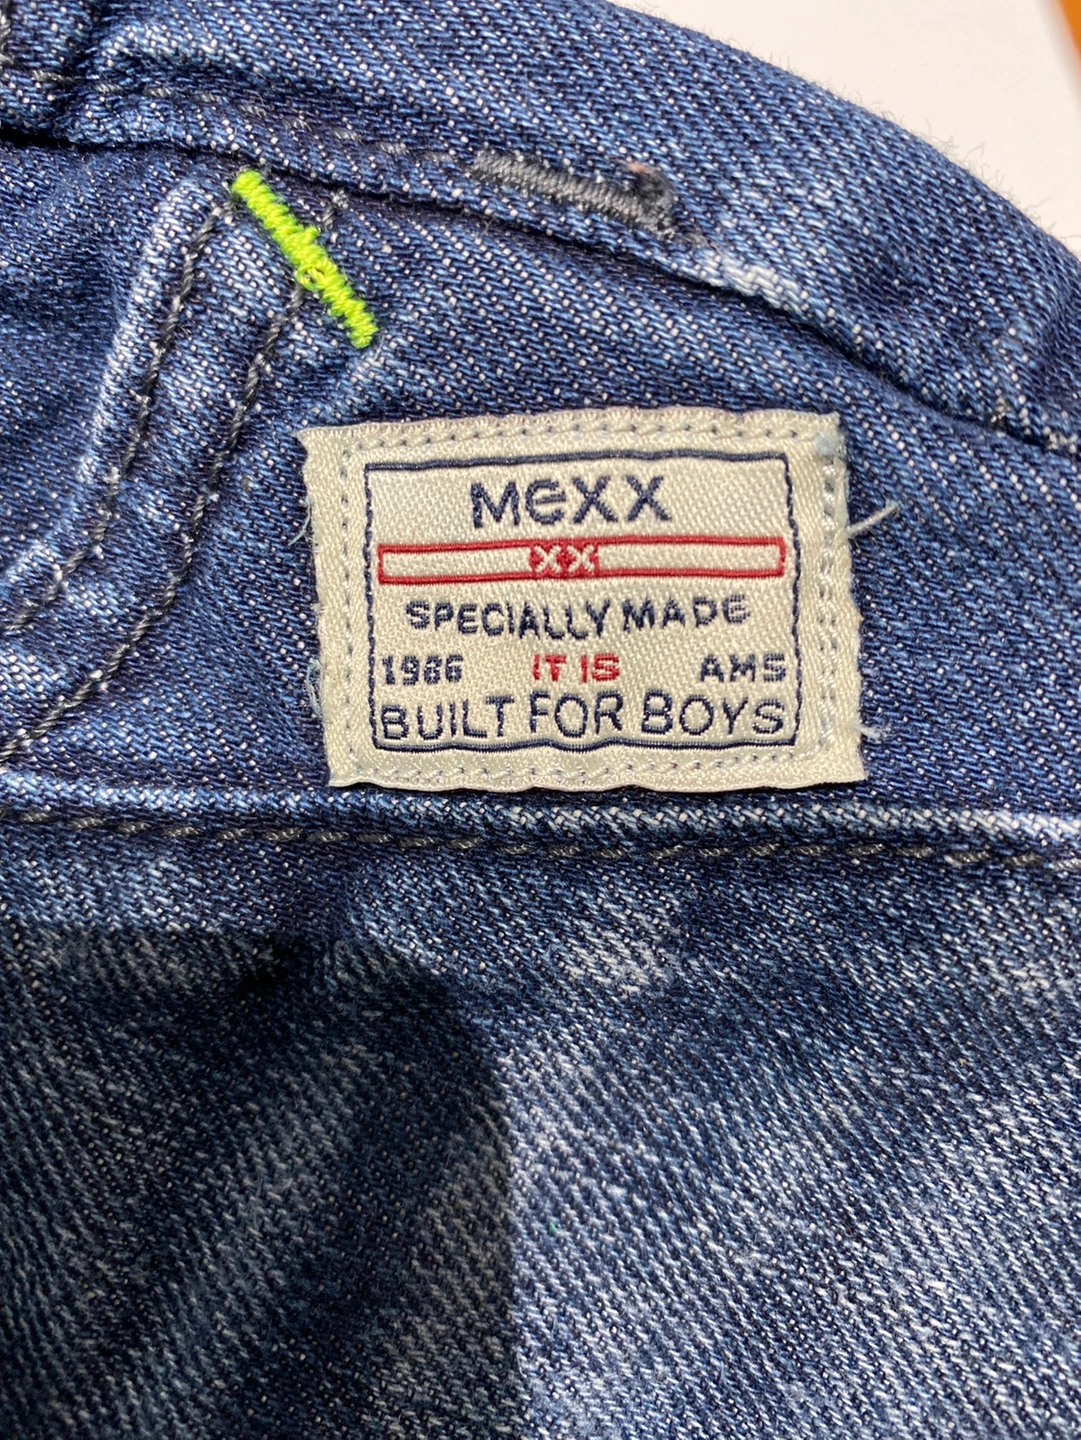 Mexx
XX
SPECIALLY MADE
1986 IT IS AMS
BUILT FOR BOYS